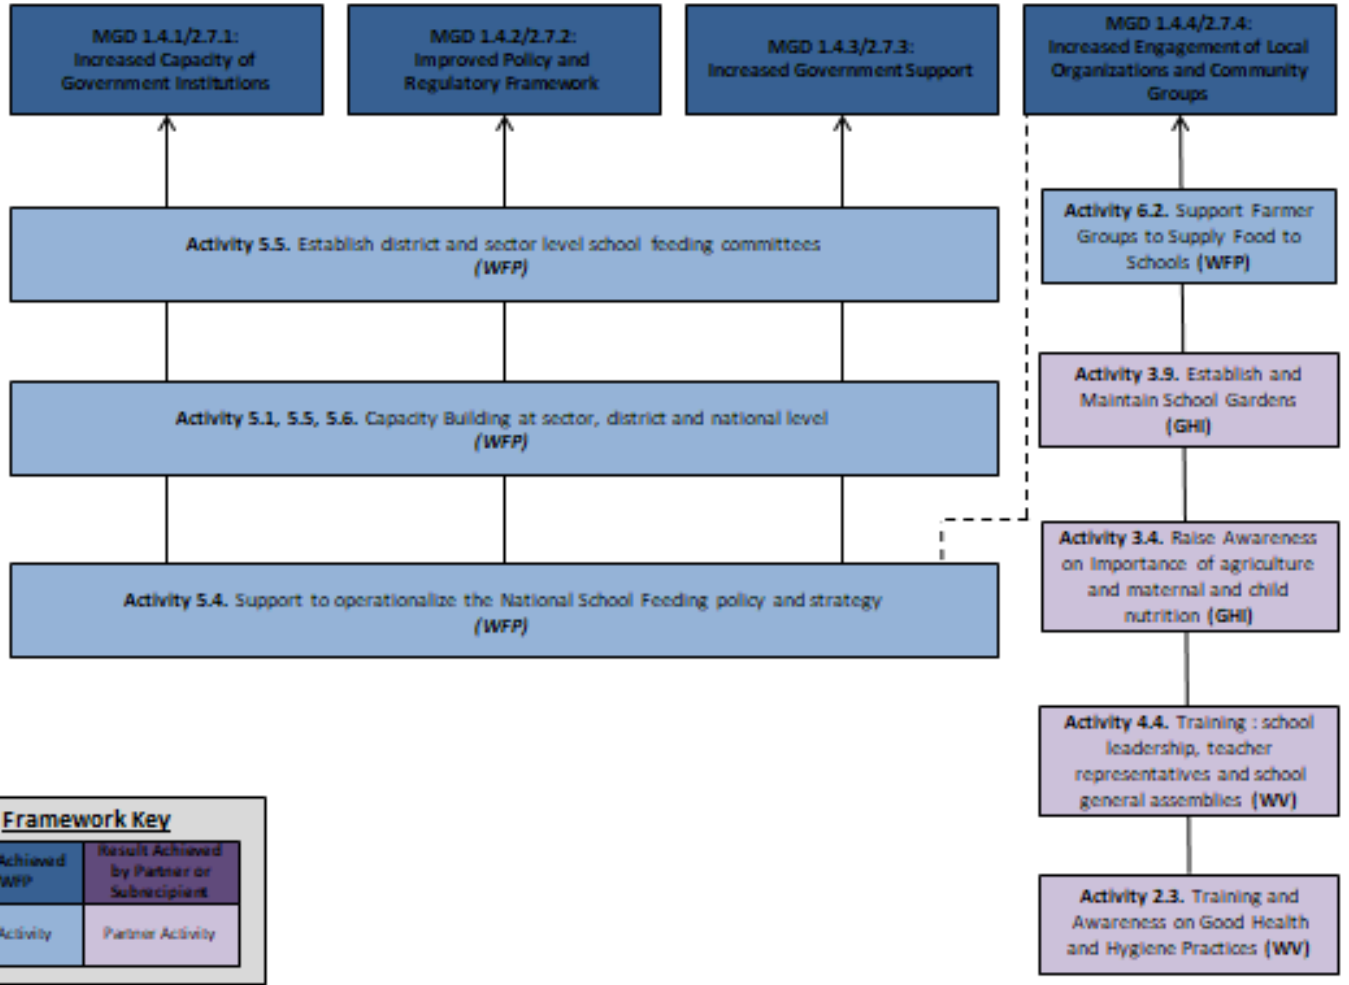 MGD 1.4.1/2.7.1:
Increased Capacity of
Government Institutions
MGD 1.4.2/2.7.2:
Improved Policy and
Regulatory Framework
MGD 1.4.3/2.7.3:
Increased Government Support
MGD 1.4.4/2.7.4:
Increased Engagement of Local
Organizations and Community
Groups
Activity 5.5. Establish district and sector level school feeding committees
(WFP)
Activity 5.1, 5.5, 5.6. Capacity Building at sector, district and national level
(WFP)
Activity 5.4. Support to operationalize the National School Feeding policy and strategy
(WFP)
Activity 6.2. Support Farmer
Groups to Supply Food to
Schools (WFP)
Activity 3.9. Establish and
Maintain School Gardens
(GHI)
Activity 3.4. Raise Awareness
on Importance of agriculture
and maternal and child
nutrition (GHI)
Activity 4.4. Training : school
leadership, teacher
representatives and school
general assemblies (WV)
Activity 2.3. Training and
Awareness on Good Health
and Hygiene Practices (WV)
Framework Key
Achieved
WFP
Result Achieved
by Partner or
Subrecipient
Activity
Partner Activity